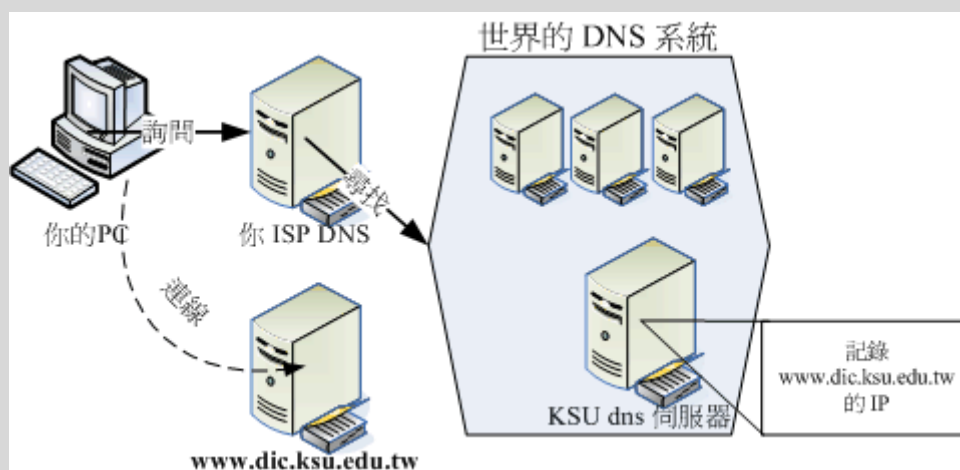 世界的 DNS 系統
詢問
尋找
你的PC
你 ISP DNS
連線
記錄
www.dic.ksu.edu.tw
的 IP
KSU dns 伺服器
www.dic.ksu.edu.tw